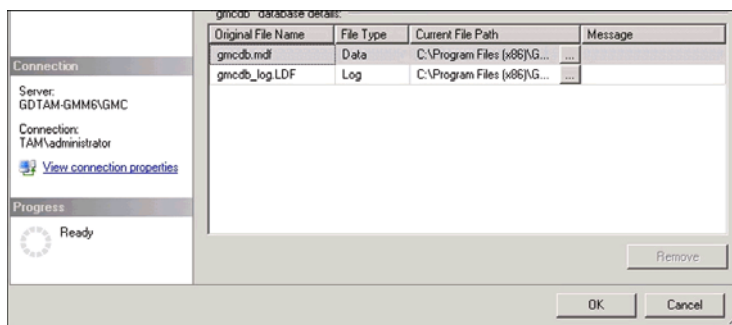 "gmcdb" database details:
Original File Name File Type Current File Path Message
gmcdb.mdf Data C:\Program Files (x86)\G... ...
gmcdb_log.LDF Log C:\Program Files (x86)\G... ...
Connection
Server:
GDTAM-GMM6\GMC
Connection:
TAM\administrator
View connection properties
Progress
Ready
Remove
OK Cancel